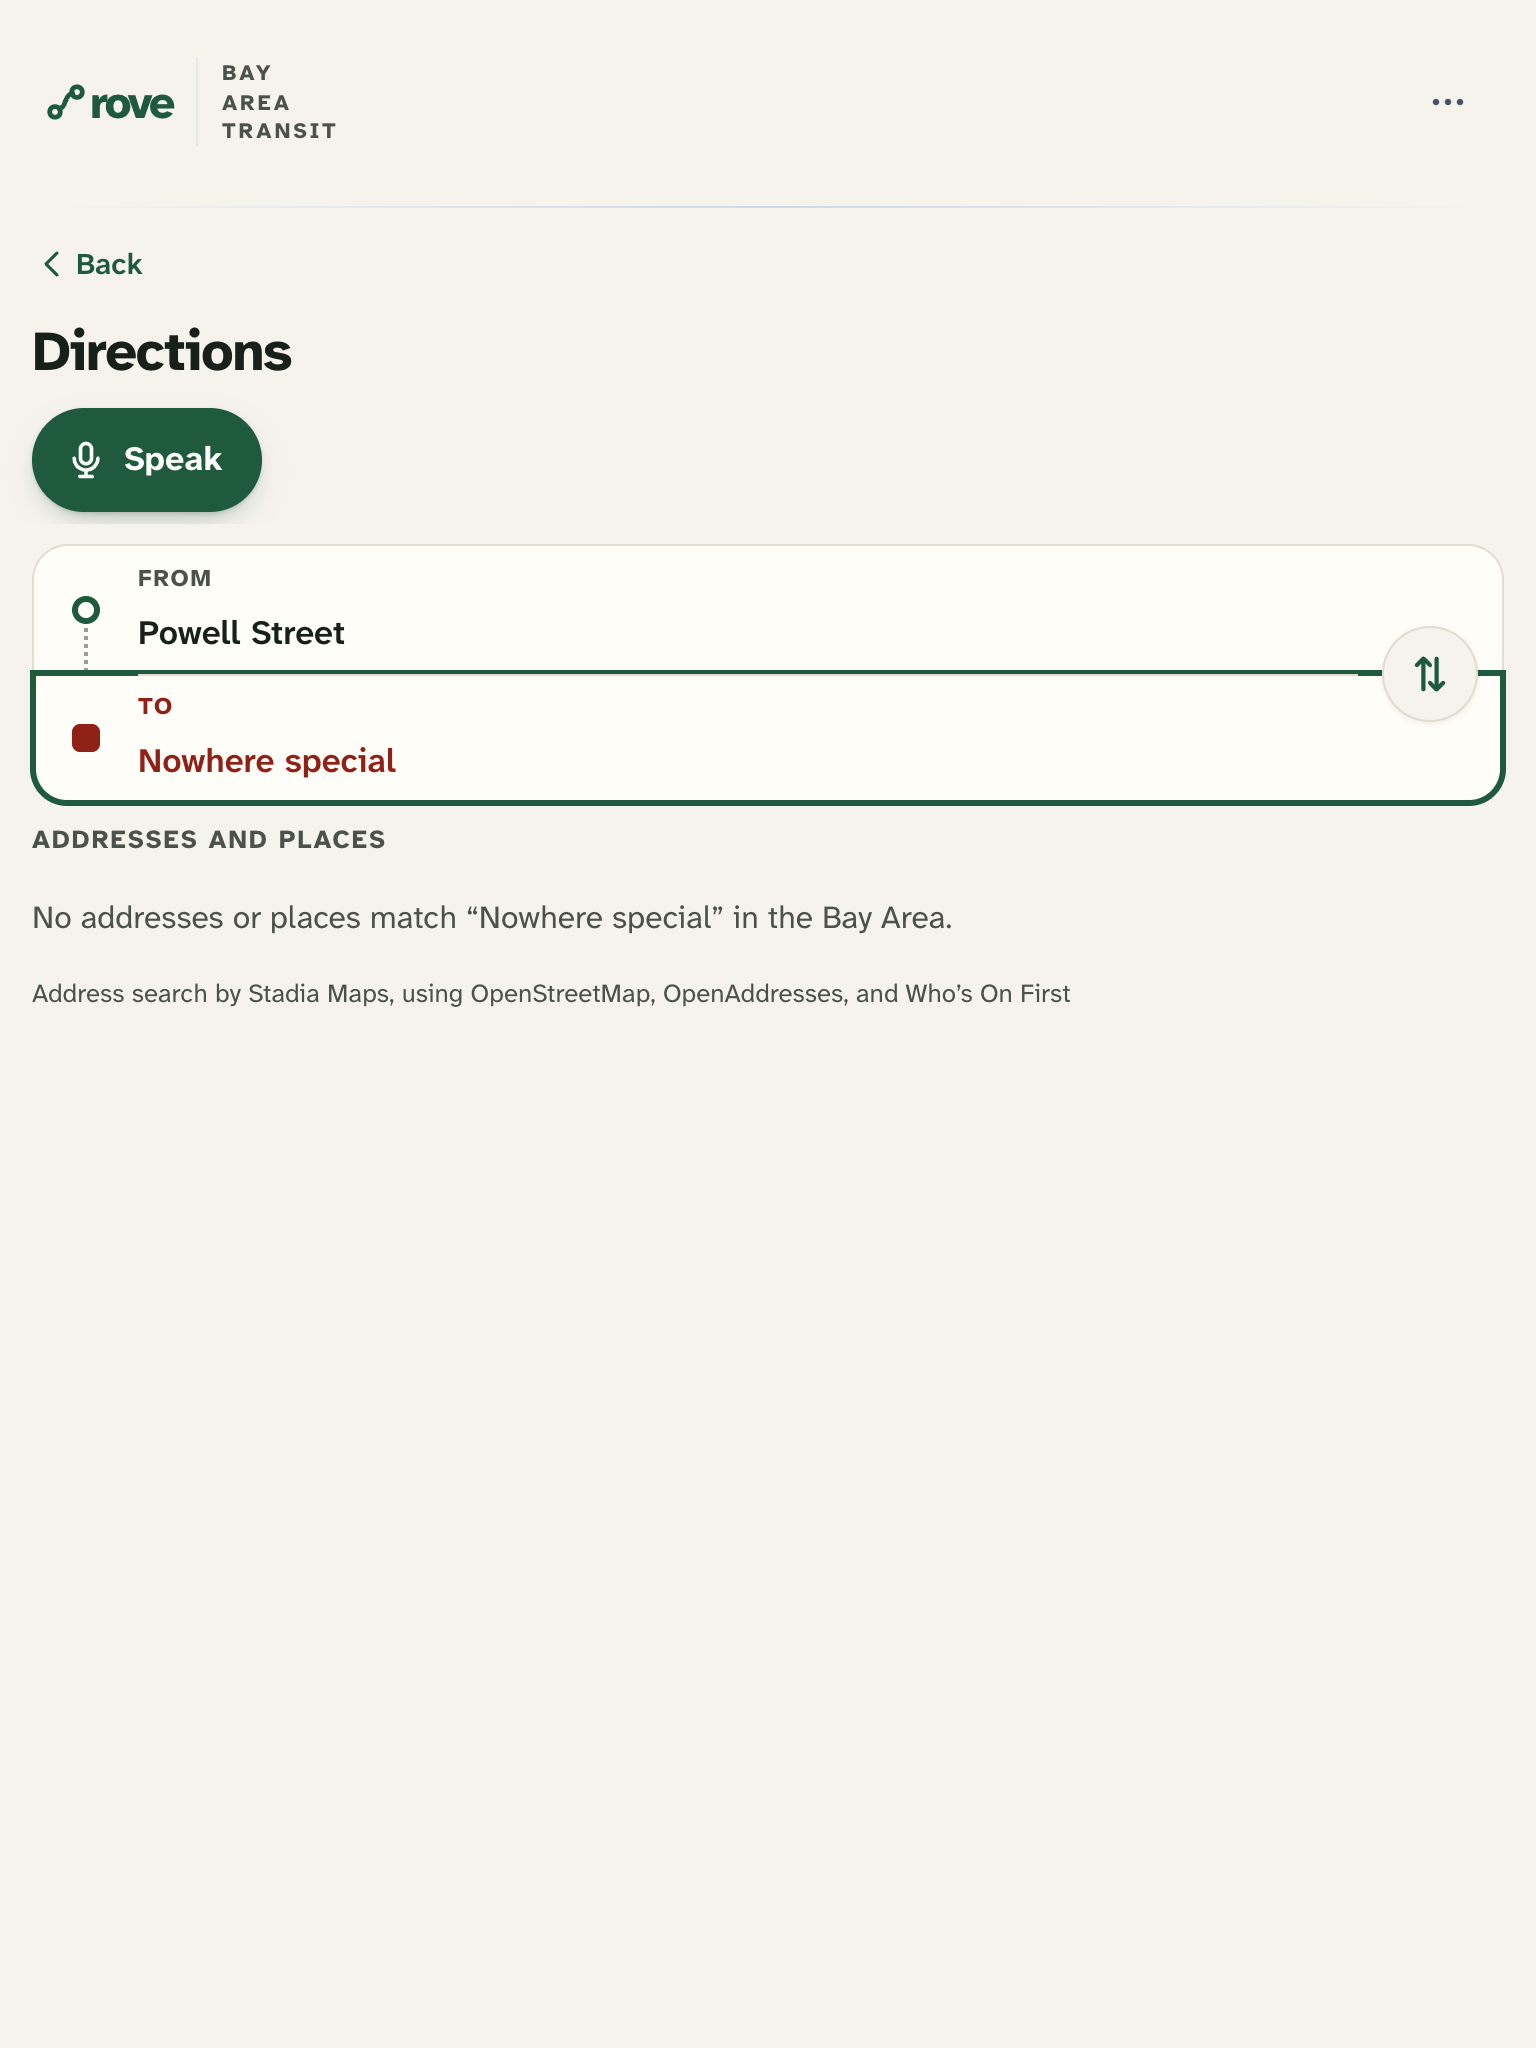 rove
BAY
AREA
TRANSIT
Back
Directions
Speak
FROM
Powell Street
TO
Nowhere special
ADDRESSES AND PLACES
No addresses or places match “Nowhere special” in the Bay Area.
Address search by Stadia Maps, using OpenStreetMap, OpenAddresses, and Who’s On First